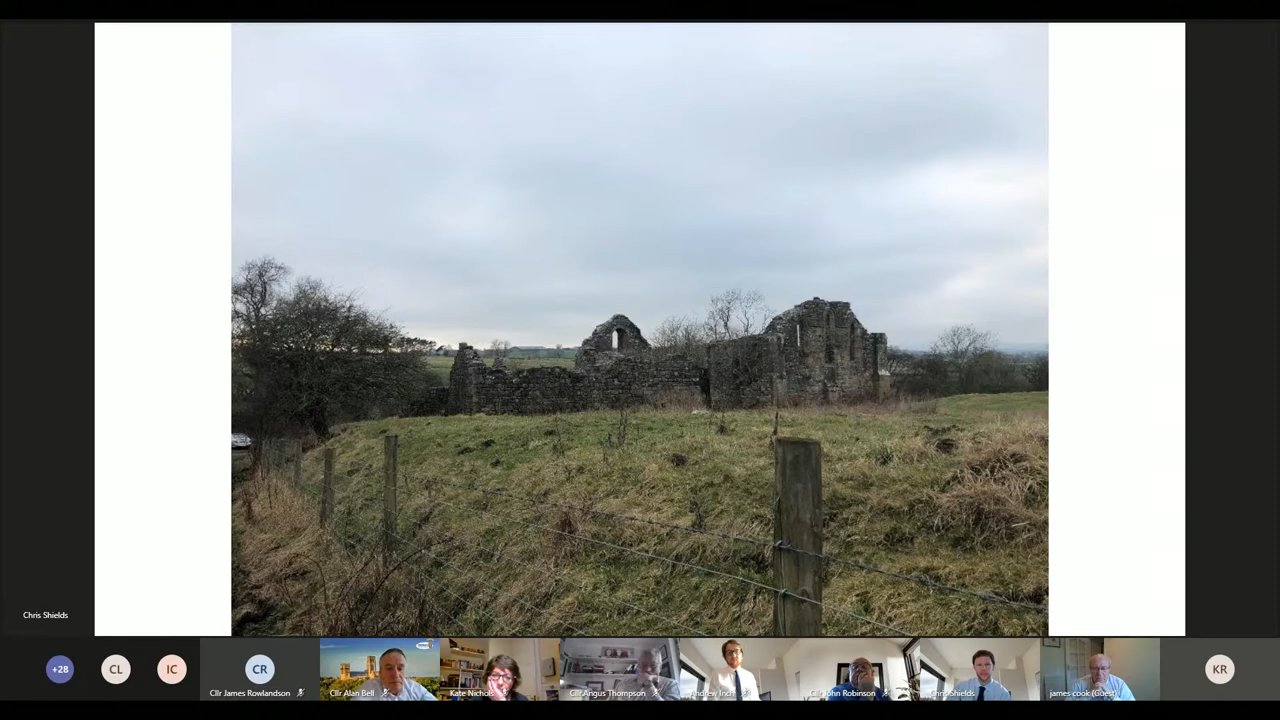 Chris Shields
+28
CL
IC
CR
Cllr James Rowlandson
Cllr Alan Bell
Kate Nichols
Cllr Angus Thompson
Andrew Inch
Cllr John Robinson
Chris Shields
james cook (Guest)
KR